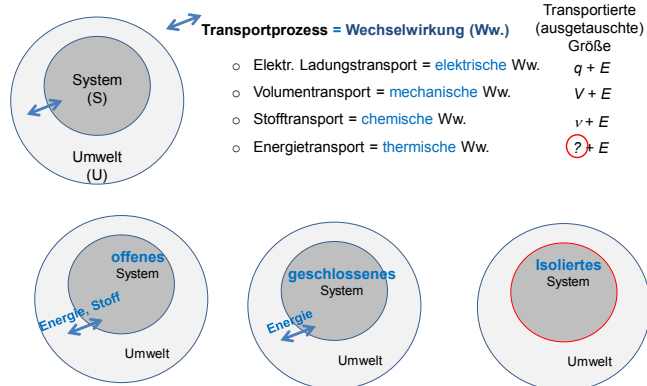 Transportprozess = Wechselwirkung (Ww.)
Transportierte
(ausgetauschte)
Größe
System
(S)
Umwelt
(U)
○ Elektr. Ladungstransport = elektrische Ww. q + E
○ Volumentransport = mechanische Ww. V + E
○ Stofftransport = chemische Ww. ν + E
○ Energietransport = thermische Ww. ? + E
offenes
System
Energie, Stoff
Umwelt
geschlossenes
System
Energie
Umwelt
Isoliertes
System
Umwelt